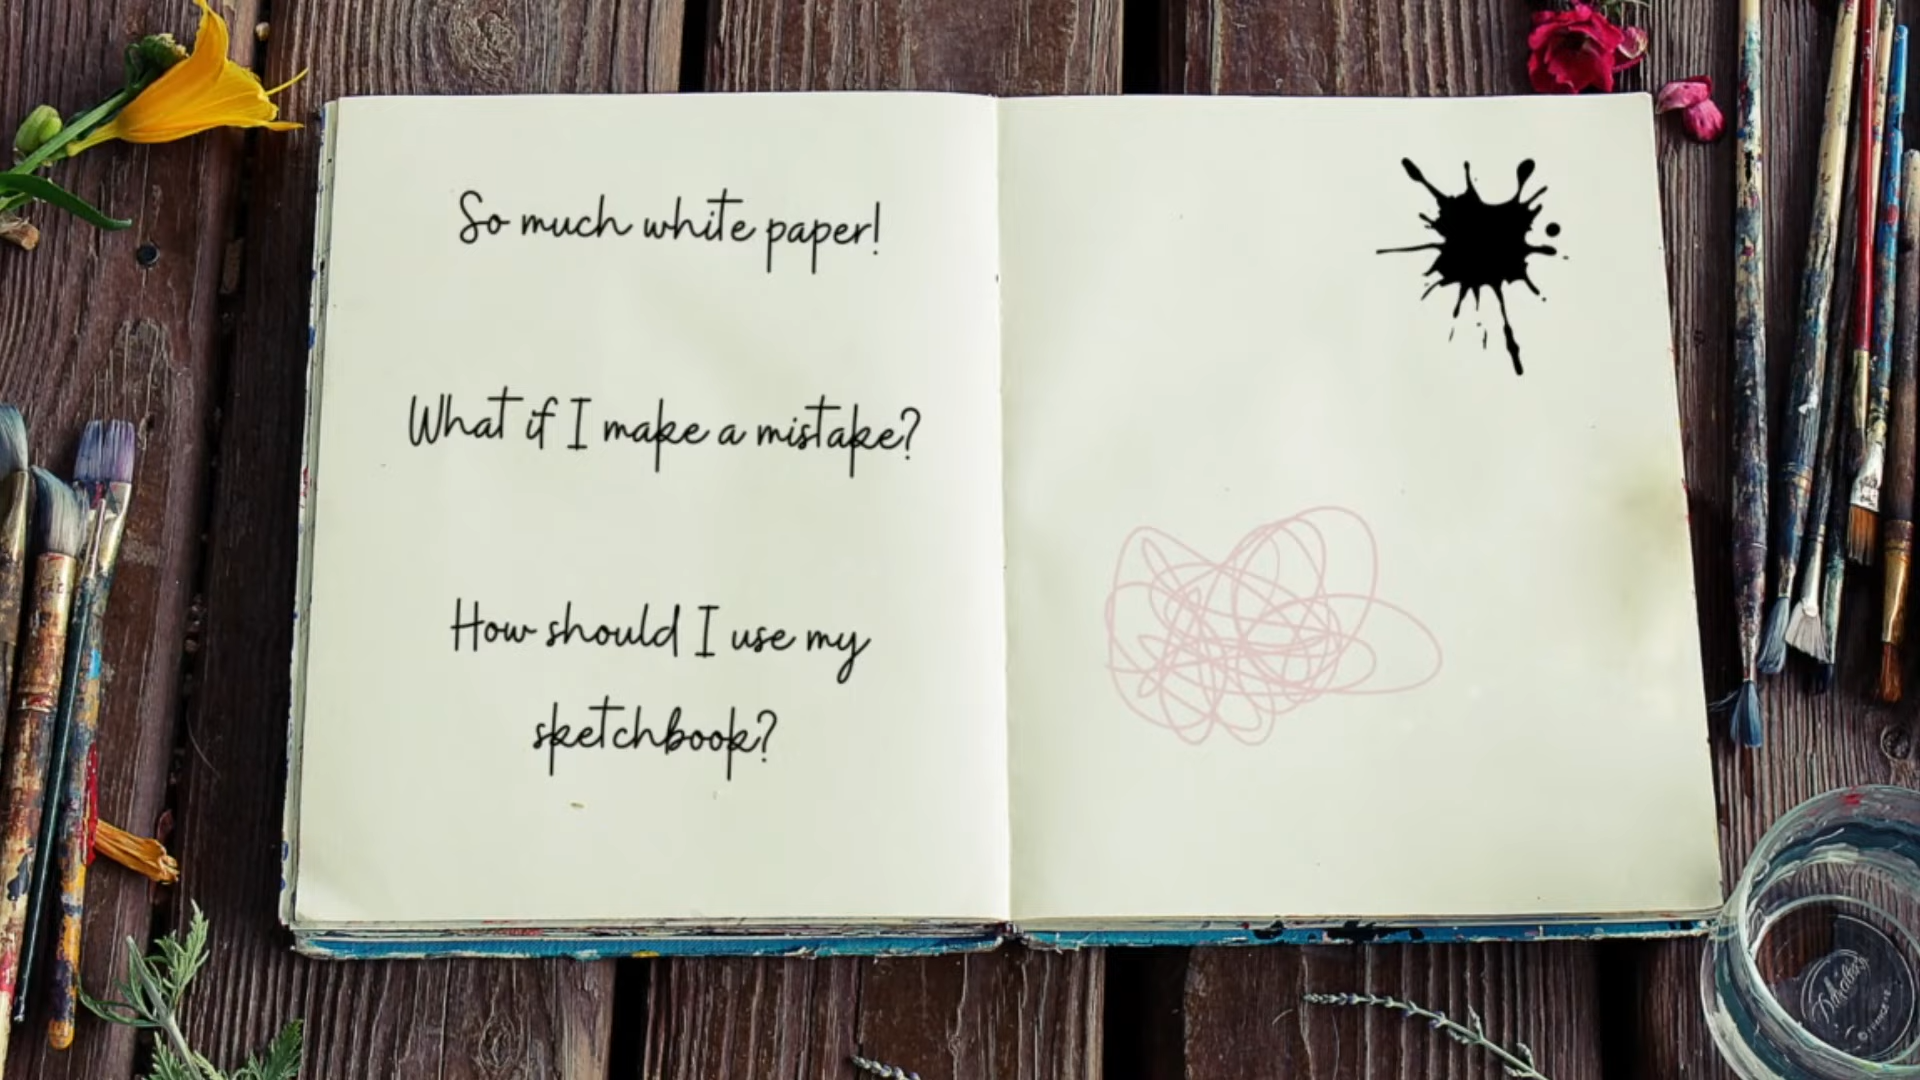 So much white paper!
What if I make a mistake?
How should I use my
sketchbook?